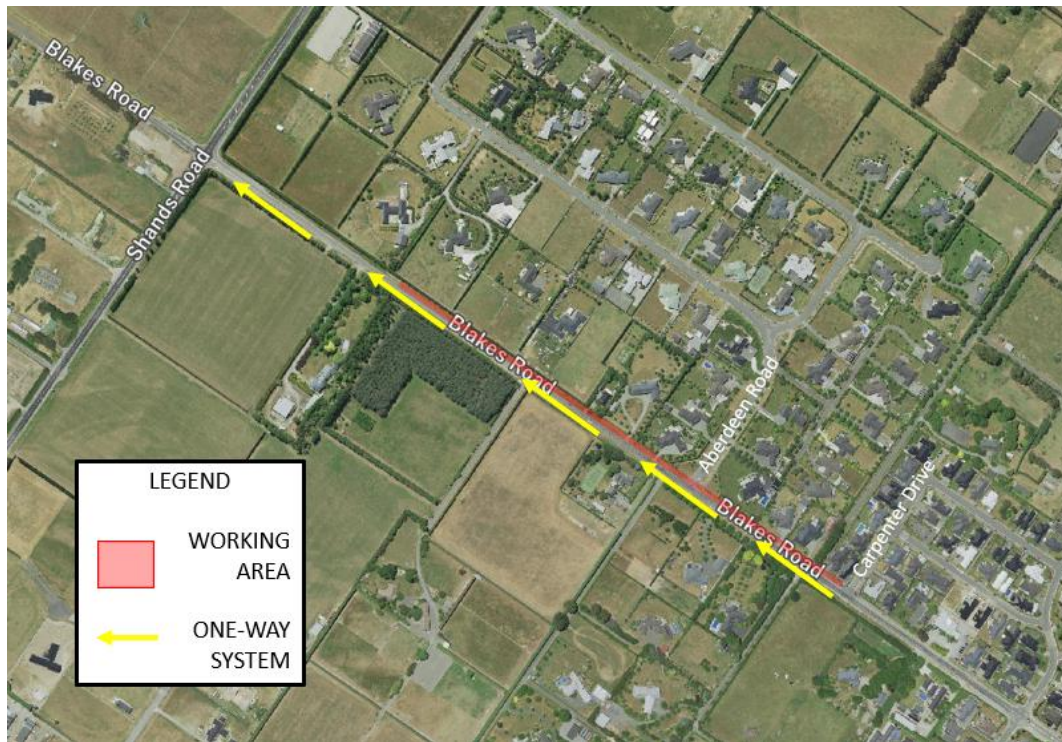 Blakes Road
Shands Road
Blakes Road
Aberdeen Road
Blakes Road
Carpenter Drive
LEGEND
WORKING
AREA
ONE-WAY
SYSTEM